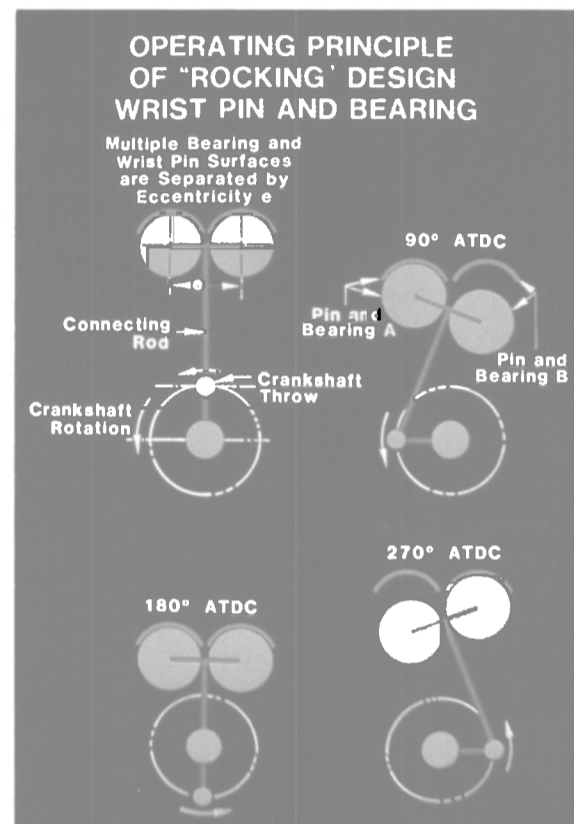 OPERATING PRINCIPLE
OF "ROCKING' DESIGN
WRIST PIN AND BEARING
Multiple Bearing and
Wrist Pin Surfaces
are Separated by
Eccentricity e
e
Connecting
Rod
Crankshaft
Throw
Crankshaft
Rotation
90° ATDC
Pin and
Bearing A
Pin and
Bearing B
180° ATDC
270° ATDC